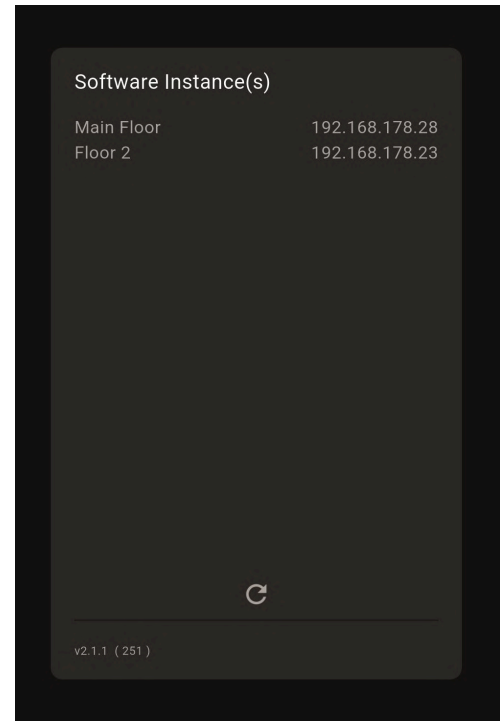 Software Instance(s)
Main Floor 192.168.178.28
Floor 2 192.168.178.23
v2.1.1 ( 251 )